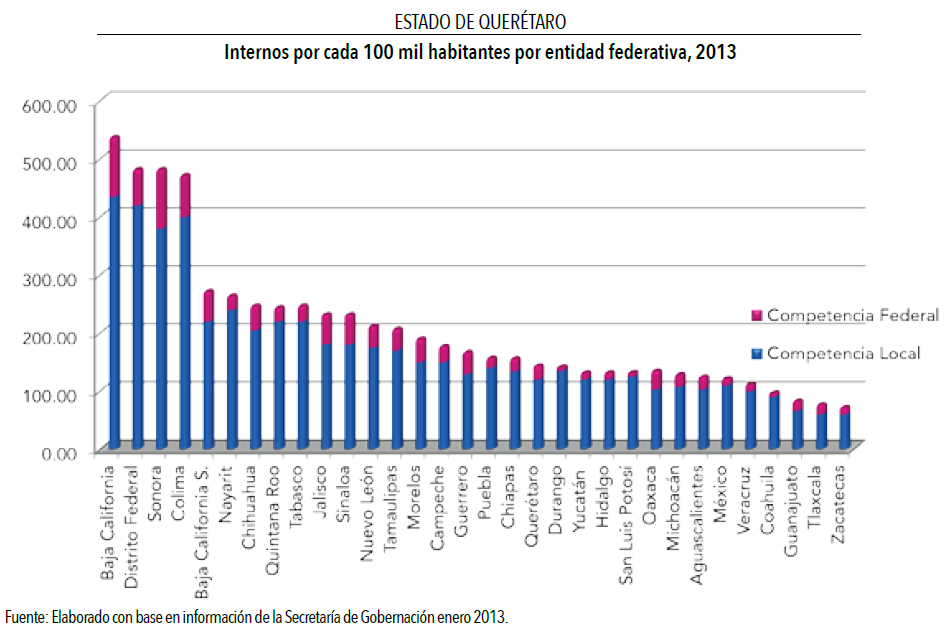 ESTADO DE QUERÉTARO
Internos por cada 100 mil habitantes por entidad federativa, 2013
600.00
500.00
400.00
300.00
200.00
100.00
0.00
Competencia Federal
Competencia Local
Baja California
Distrito Federal
Sonora
Colima
Baja California S.
Nayarit
Chihuahua
Quintana Roo
Tabasco
Jalisco
Sinaloa
Nuevo León
Tamaulipas
Morelos
Campeche
Guerrero
Puebla
Chiapas
Querétaro
Durango
Yucatán
Hidalgo
San Luis Potosí
Oaxaca
Michoacán
Aguascalientes
México
Veracruz
Coahuila
Guanajuato
Tlaxcala
Zacatecas
Fuente: Elaborado con base en información de la Secretaría de Gobernación enero 2013.